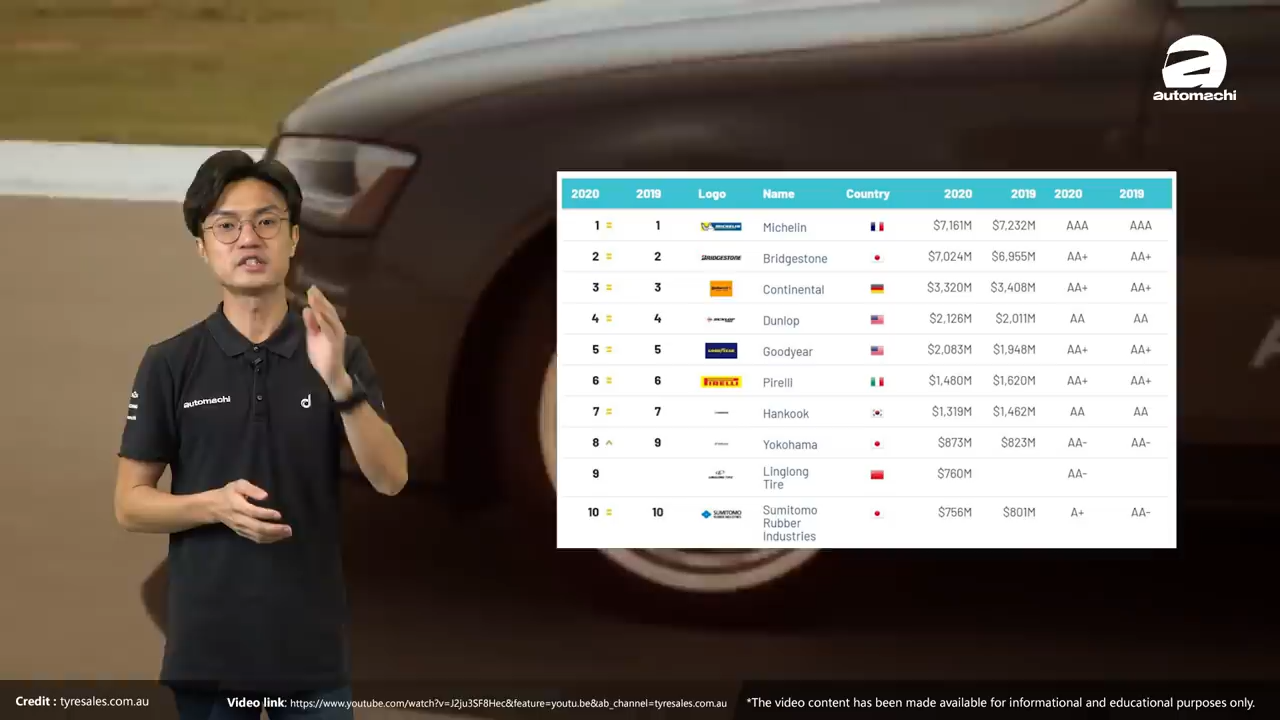 automachi
2020 2019 Logo Name Country 2020 2019 2020 2019
1 = 1 MICHELIN Michelin $7,161M $7,232M AAA AAA
2 = 2 BRIDGESTONE Bridgestone $7,024M $6,955M AA+ AA+
3 = 3 Continental $3,320M $3,408M AA+ AA+
4 = 4 DUNLOP Dunlop $2,126M $2,011M AA AA
5 = 5 GOODYEAR Goodyear $2,083M $1,948M AA+ AA+
6 = 6 PIRELLI Pirelli $1,480M $1,620M AA+ AA+
7 = 7 Hankook $1,319M $1,462M AA AA
8 9 Yokohama $873M $823M AA- AA-
9 Linglong $760M AA-
Tire
10 = 10 SUMITOMO Sumitomo $756M $801M A+ AA-
Rubber
Industries
automachi
Credit : tyresales.com.au
Video link: https://www.youtube.com/watch?v=J2ju3SF8Hec&feature=youtu.be&ab_channel=tyresales.com.au
*The video content has been made available for informational and educational purposes only.